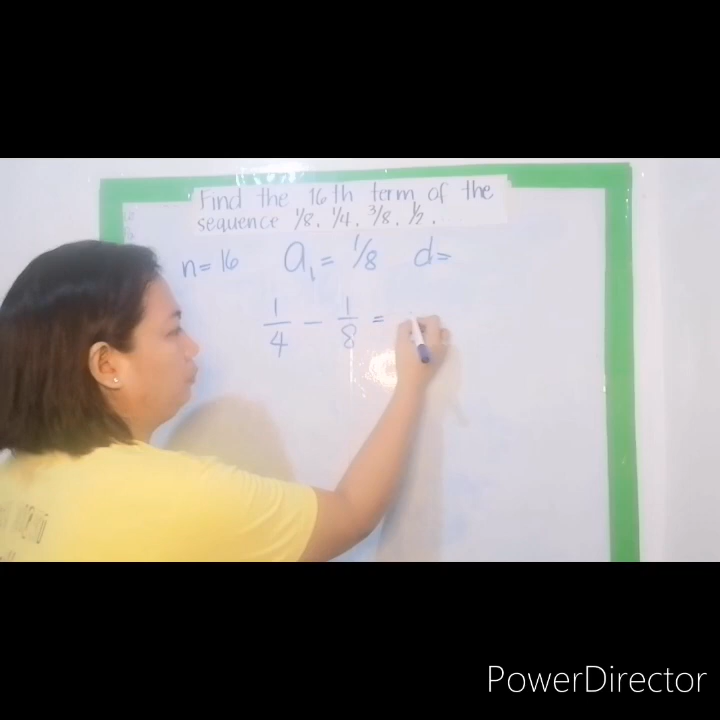 Find the 16th term of the
sequence 1/8, 1/4, 3/8, 1/2.
n=16 a₁ = 1/8 d=
1/4 - 1/8 =
PowerDirector